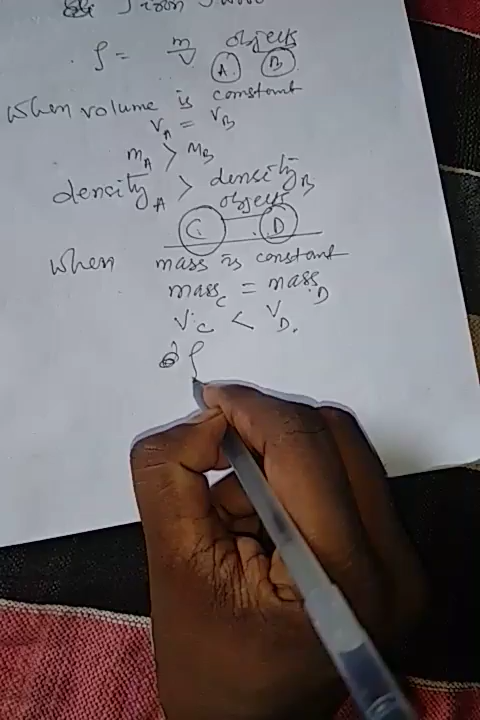 ρ = m/V objects
A. B
when volume is constant
V_A = V_B
m_A > M_B
density_A > density_B
objects
C. D
when mass is constant
mass_C = mass_D
V_C < V_D.
ρ